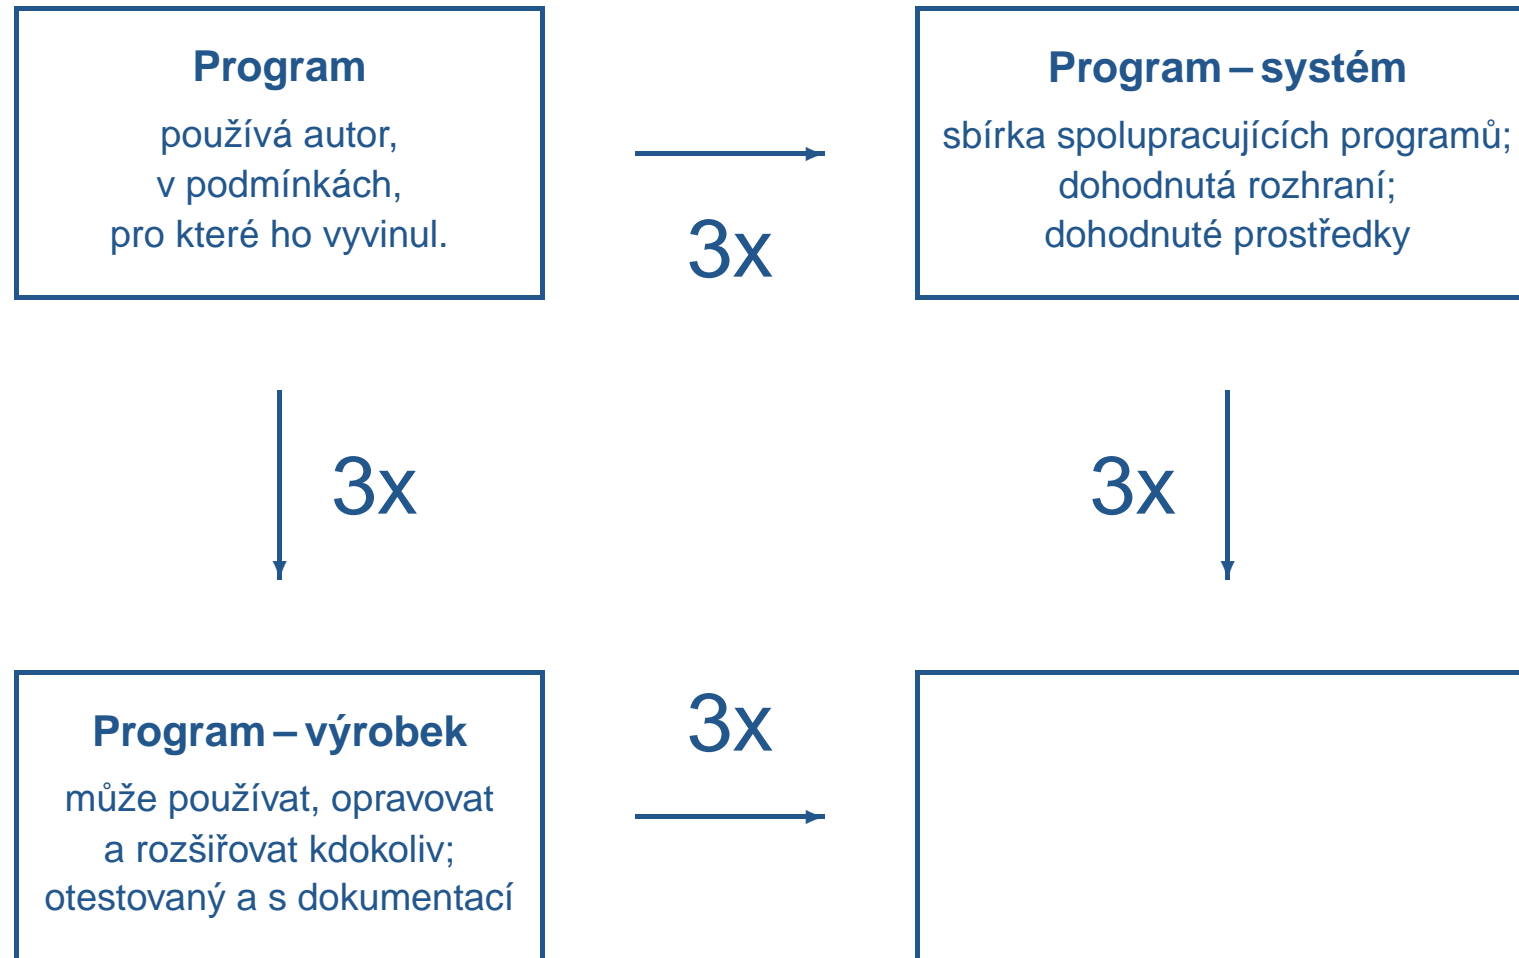 Program
používá autor,
v podmínkách,
pro které ho vyvinul.
3x
Program – systém
sbírka spolupracujících programů;
dohodnutá rozhraní;
dohodnuté prostředky
3x
3x
Program – výrobek
může používat, opravovat
a rozšiřovat kdokoliv;
otestovaný a s dokumentací
3x